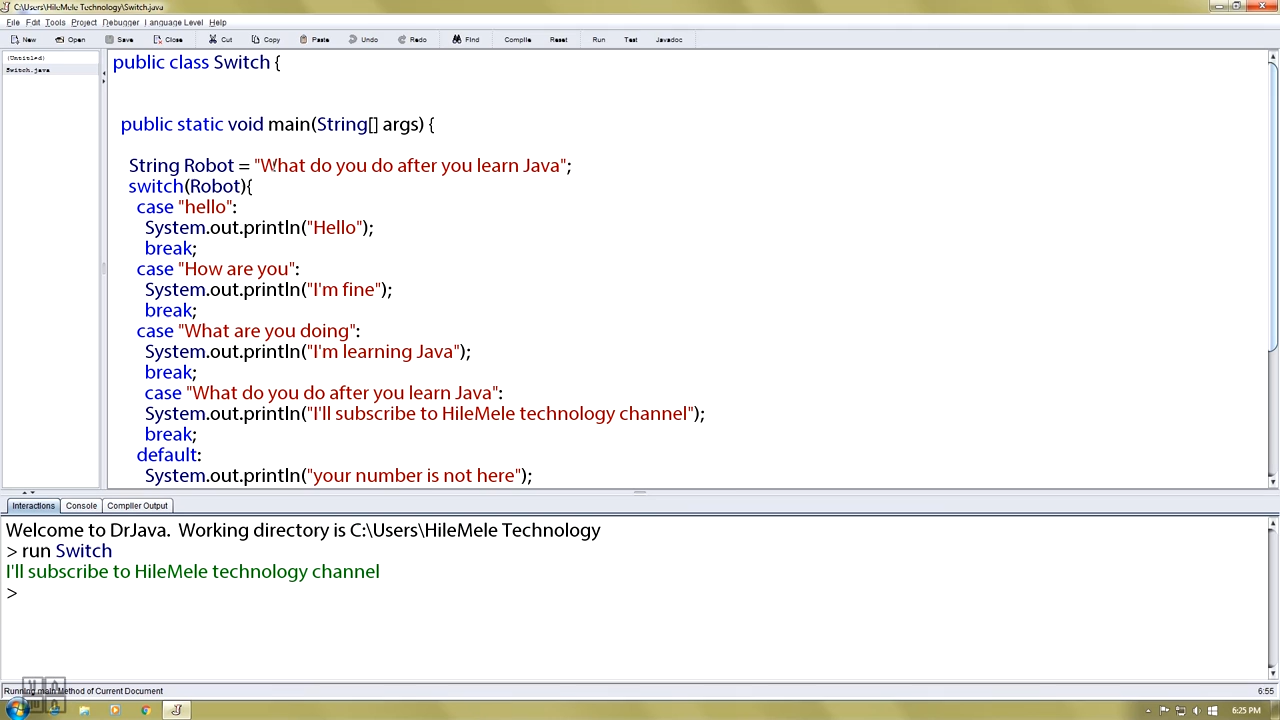 C:\Users\HileMele Technology\Switch.java
File Edit Tools Project Debugger Language Level Help
New Open Save Close Cut Copy Paste Undo Redo Find Compile Reset Run Test Javadoc
(Untitled)
Switch.java
public class Switch {
public static void main(String[] args) {
String Robot = "What do you do after you learn Java";
switch(Robot){
case "hello":
System.out.println("Hello");
break;
case "How are you":
System.out.println("I'm fine");
break;
case "What are you doing":
System.out.println("I'm learning Java");
break;
case "What do you do after you learn Java":
System.out.println("I'll subscribe to HileMele technology channel");
break;
default:
System.out.println("your number is not here");
Interactions Console Compiler Output
Welcome to DrJava.  Working directory is C:\Users\HileMele Technology
> run Switch
I'll subscribe to HileMele technology channel
>
Running main Method of Current Document
6:55
6:25 PM